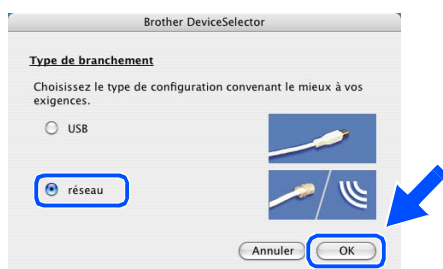 Brother DeviceSelector
Type de branchement
Choisissez le type de configuration convenant le mieux à vos
exigences.
USB
réseau
Annuler OK